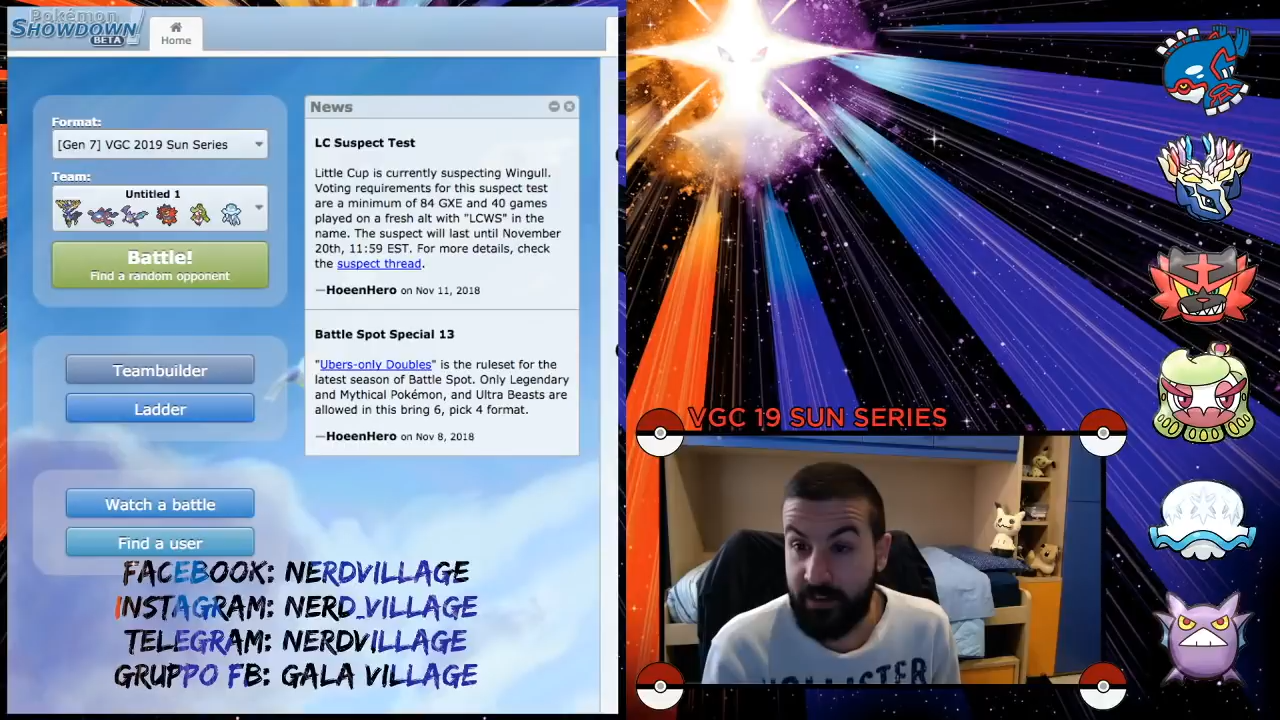 Pokémon
SHOWDOWN!
BETA
Home
Format:
[Gen 7] VGC 2019 Sun Series
Team:
Untitled 1
Battle!
Find a random opponent
Teambuilder
Ladder
Watch a battle
Find a user
News
LC Suspect Test
Little Cup is currently suspecting Wingull.
Voting requirements for this suspect test
are a minimum of 84 GXE and 40 games
played on a fresh alt with "LCWS" in the
name. The suspect will last until November
20th, 11:59 EST. For more details, check
the suspect thread.
—HoeenHero on Nov 11, 2018
Battle Spot Special 13
"Ubers-only Doubles" is the ruleset for the
latest season of Battle Spot. Only Legendary
and Mythical Pokémon, and Ultra Beasts are
allowed in this bring 6, pick 4 format.
—HoeenHero on Nov 8, 2018
FACEBOOK: NERDVILLAGE
INSTAGRAM: NERD_VILLAGE
TELEGRAM: NERDVILLAGE
GRUPPO FB: GALA VILLAGE
VGC 19 SUN SERIES
HOLLISTER